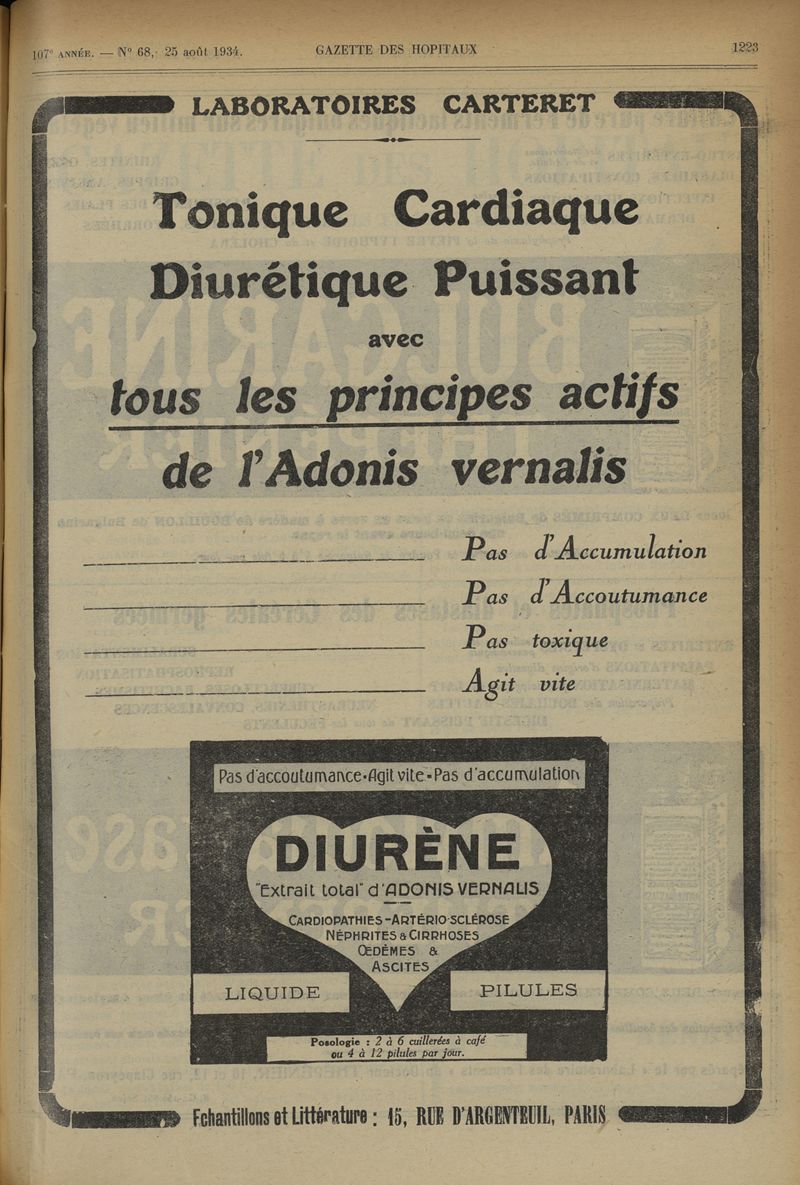 107e ANNÉE. — N° 68, 25 août 1934. GAZETTE DES HOPITAUX 1223
LABORATOIRES CARTERET
Tonique Cardiaque
Diurétique Puissant
avec
tous les principes actifs
de l'Adonis vernalis
Pas d'Accumulation
Pas d'Accoutumance
Pas toxique
Agit vite
Pas d'accoutumance-Agit vite-Pas d'accumulation
DIURÈNE
"Extrait total" d'ADONIS VERNALIS
CARDIOPATHIES-ARTÉRIO-SCLÉROSE
NÉPHRITES & CIRRHOSES
ŒDÈMES &
ASCITES
LIQUIDE PILULES
Posologie : 2 à 6 cuillerées à café
ou 4 à 12 pilules par jour.
Echantillons et Littérature : 15, RUE D'ARGENTEUIL, PARIS